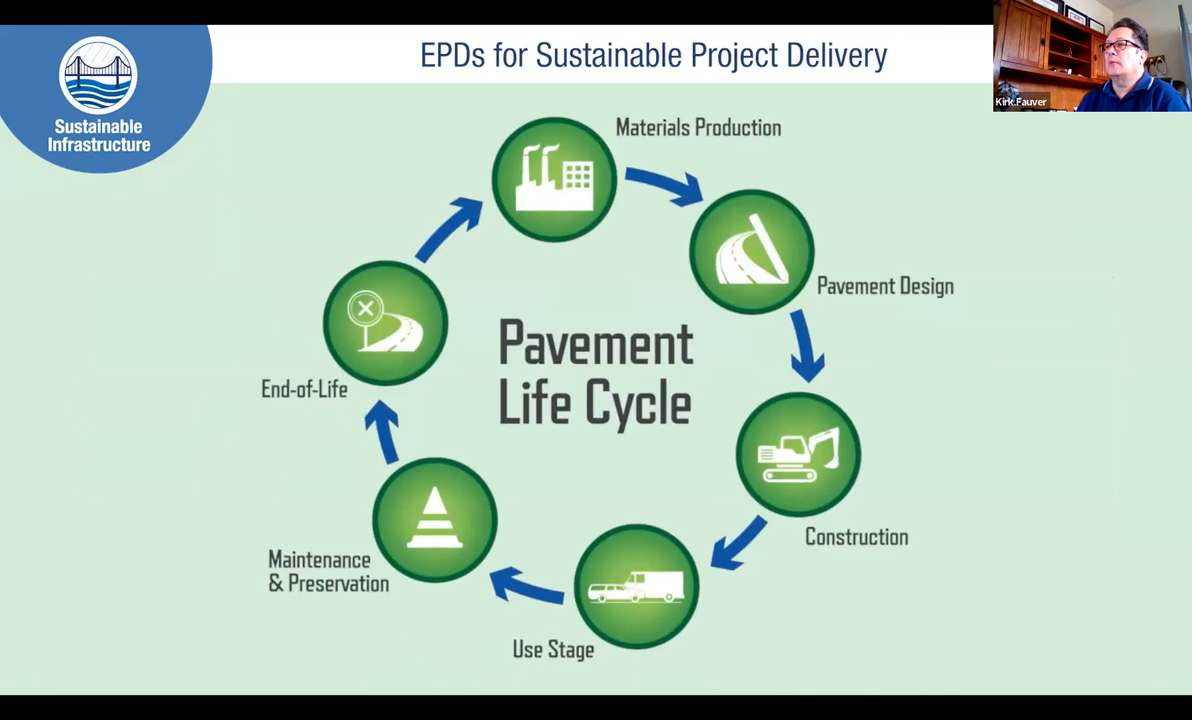 EPDs for Sustainable Project Delivery
Kirk.Fauver
Sustainable
Infrastructure
Materials Production
Pavement Design
Pavement
Life Cycle
End-of-Life
Construction
Maintenance
& Preservation
Use Stage